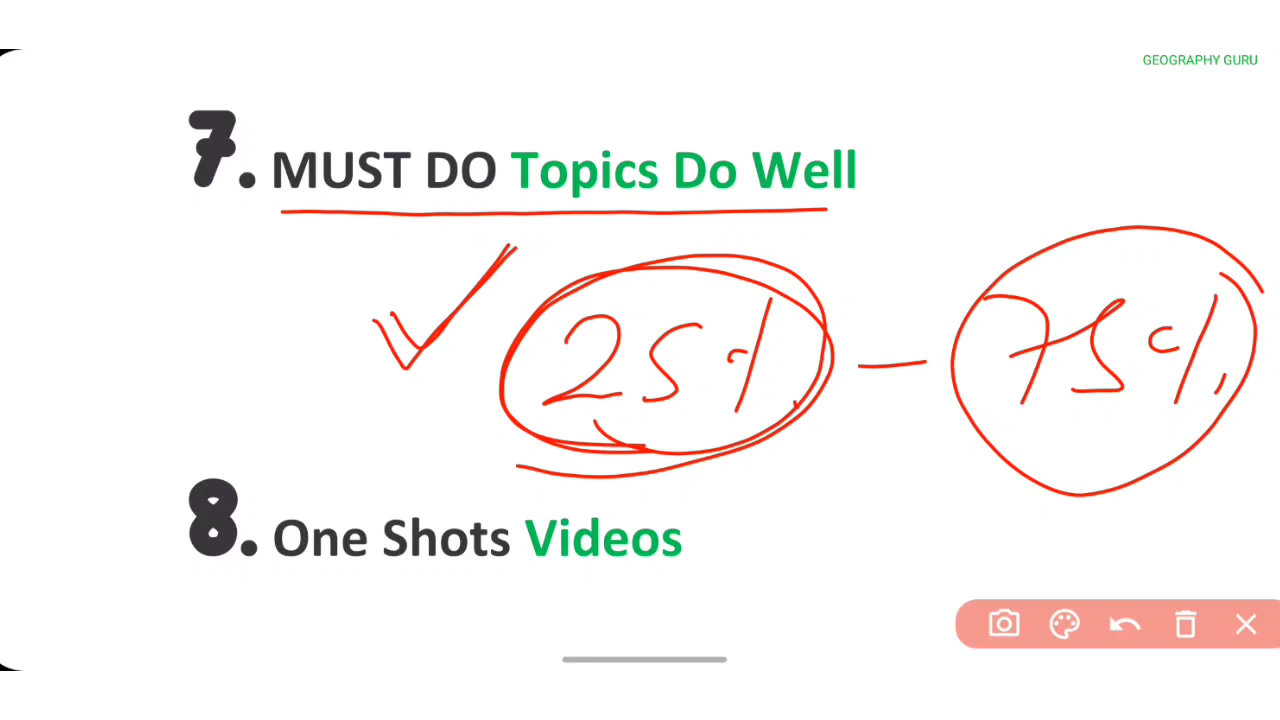 GEOGRAPHY GURU
7. MUST DO Topics Do Well
25% - 75%
8. One Shots Videos